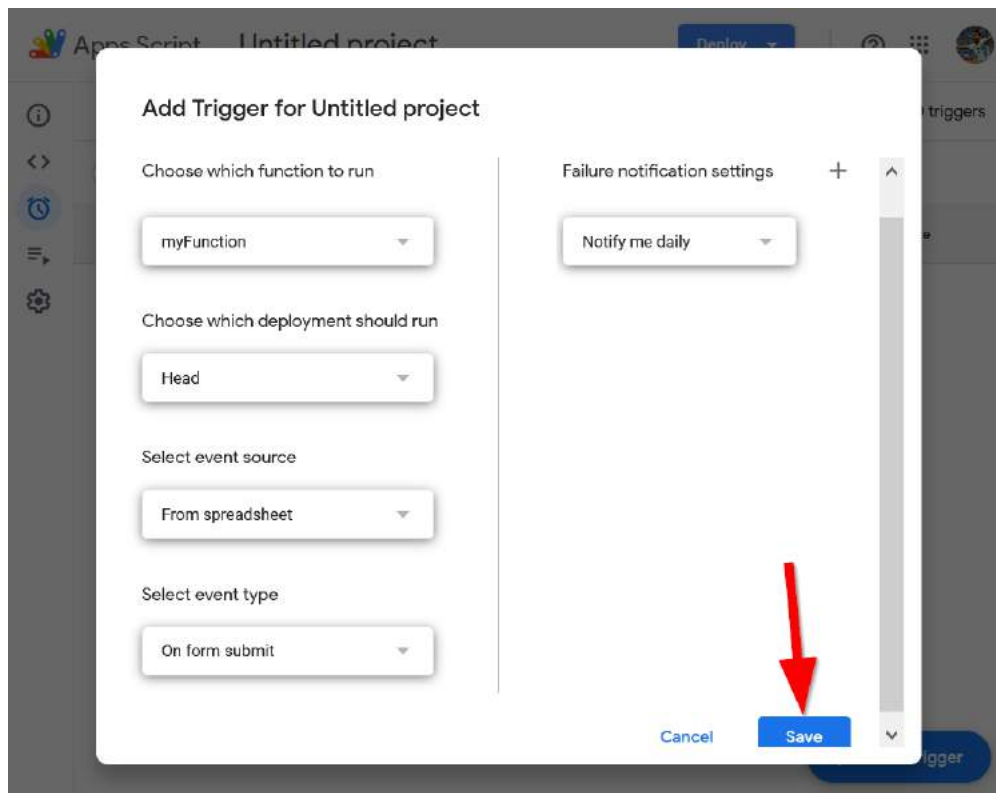 Apps Script Untitled project
Deploy
Add Trigger for Untitled project
triggers
Choose which function to run
myFunction
Choose which deployment should run
Head
Select event source
From spreadsheet
Select event type
On form submit
Failure notification settings
Notify me daily
Cancel
Save